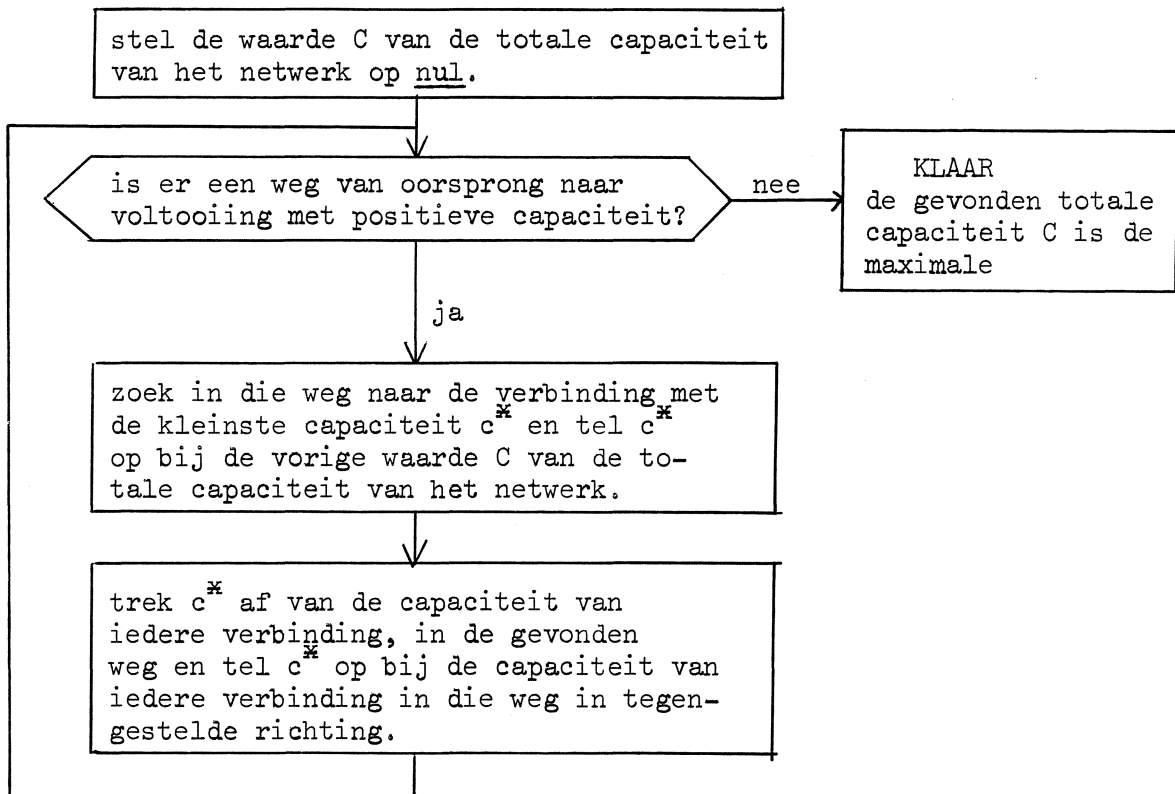 stel de waarde C van de totale capaciteit
van het netwerk op nul.
is er een weg van oorsprong naar
voltooiing met positieve capaciteit?
nee
KLAAR
de gevonden totale
capaciteit C is de
maximale
ja
zoek in die weg naar de verbinding met
de kleinste capaciteit c* en tel c*
op bij de vorige waarde C van de to-
tale capaciteit van het netwerk.
trek c* af van de capaciteit van
iedere verbinding, in de gevonden
weg en tel c* op bij de capaciteit van
iedere verbinding in die weg in tegen-
gestelde richting.